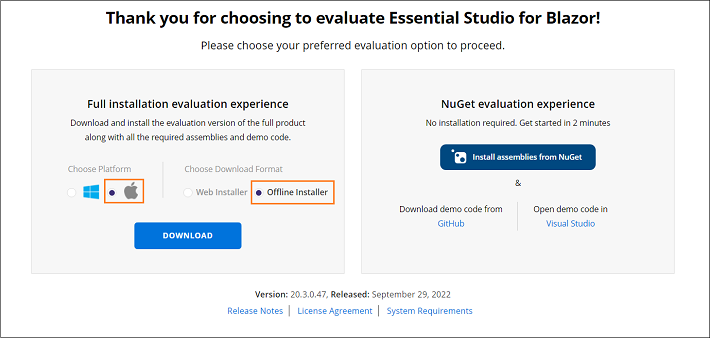 Thank you for choosing to evaluate Essential Studio for Blazor!
Please choose your preferred evaluation option to proceed.
Full installation evaluation experience
Download and install the evaluation version of the full product
along with all the required assemblies and demo code.
Choose Platform
Choose Download Format
Web Installer
Offline Installer
DOWNLOAD
NuGet evaluation experience
No installation required. Get started in 2 minutes
Install assemblies from NuGet
&
Download demo code from
GitHub
Open demo code in
Visual Studio
Version: 20.3.0.47, Released: September 29, 2022
Release Notes | License Agreement | System Requirements